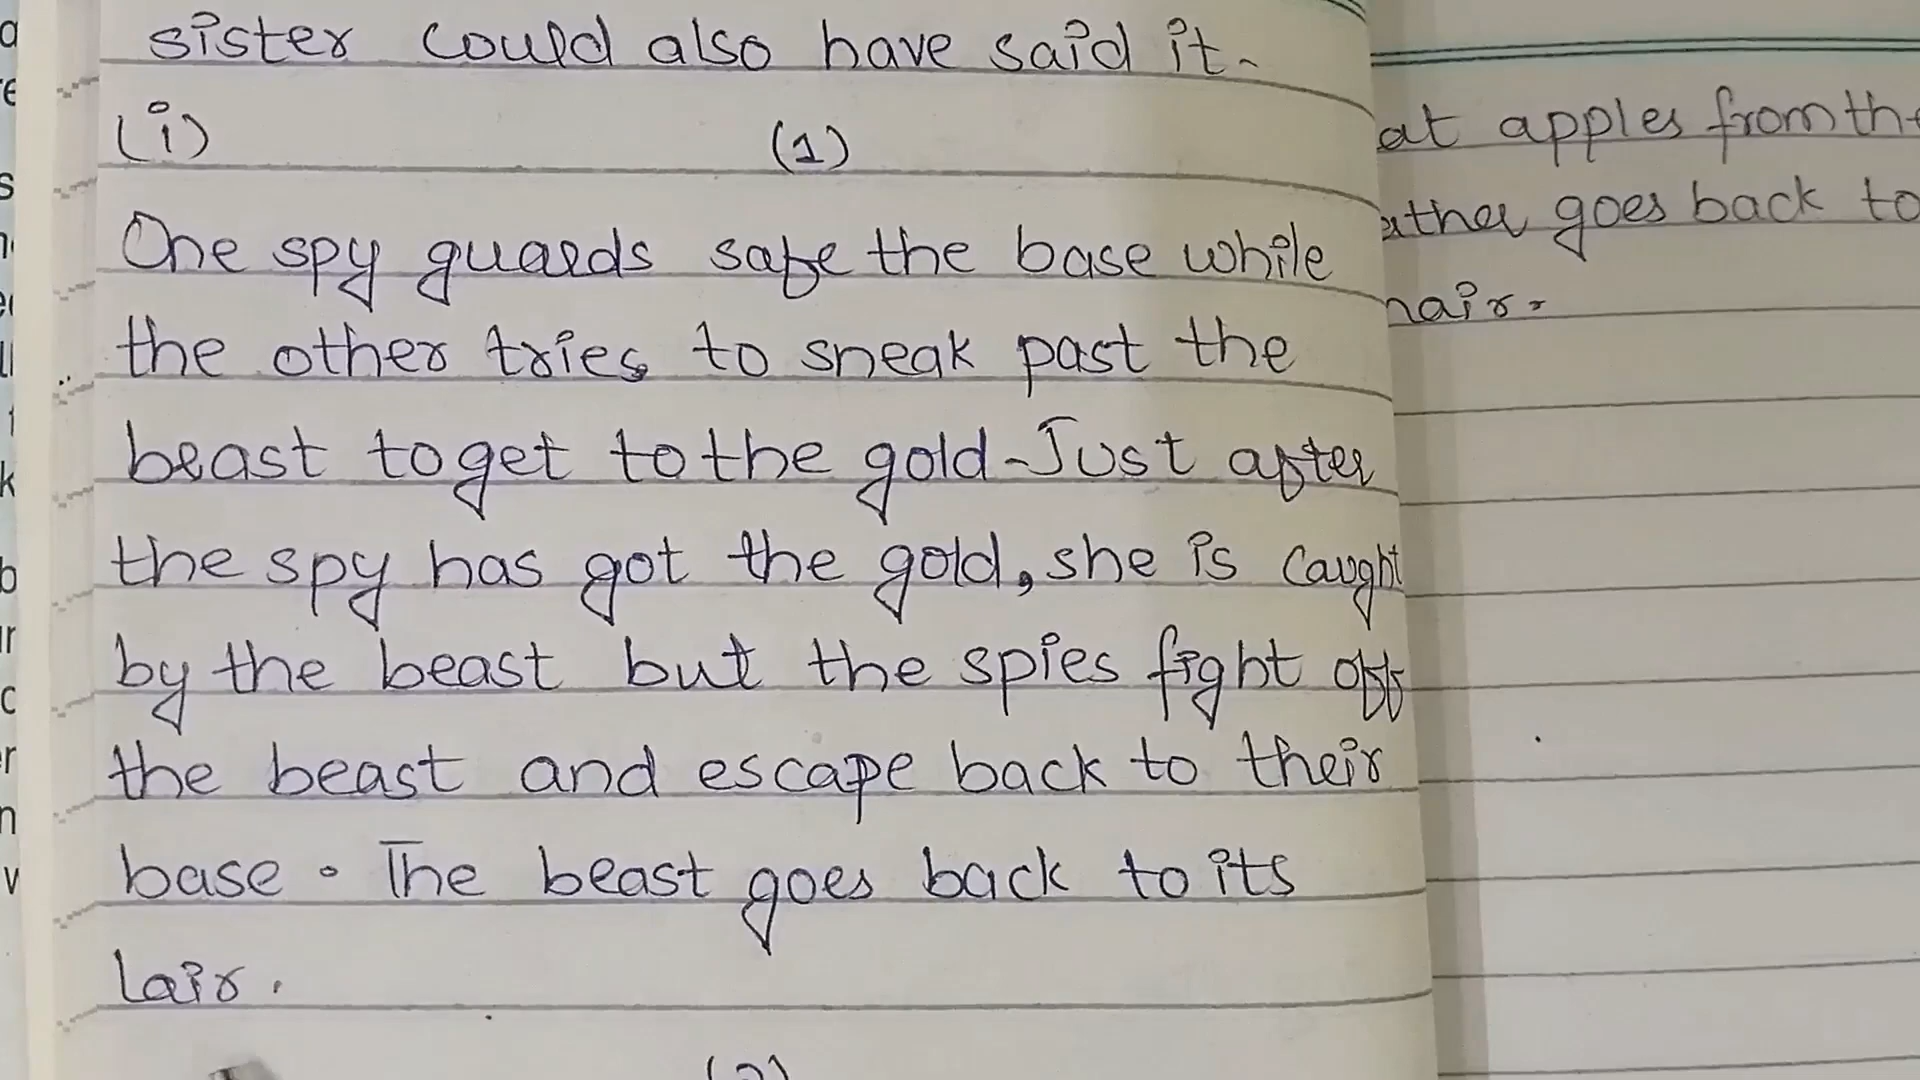 sister could also have said it.
(i) (1)
One spy guards safe the base while
the other tries to sneak past the
beast to get to the gold. Just after
the spy has got the gold, she is caught
by the beast but the spies fight off
the beast and escape back to their
base. The beast goes back to its
lair.
at apples from
goes back to